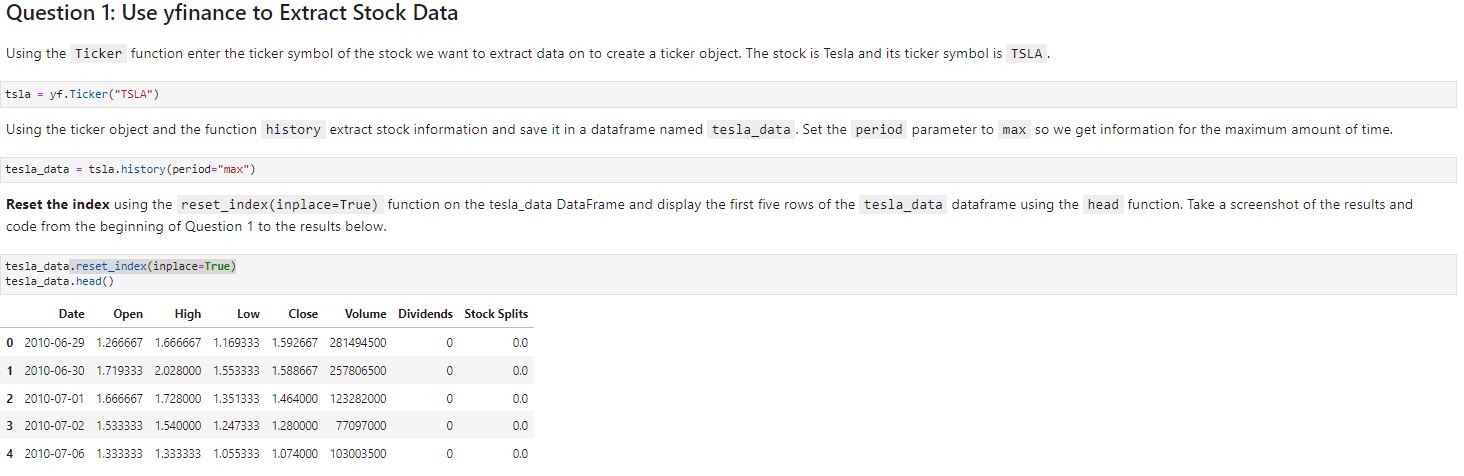 Question 1: Use yfinance to Extract Stock Data
Using the Ticker function enter the ticker symbol of the stock we want to extract data on to create a ticker object. The stock is Tesla and its ticker symbol is TSLA .
tsla = yf.Ticker("TSLA")
Using the ticker object and the function history extract stock information and save it in a dataframe named tesla_data . Set the period parameter to max so we get information for the maximum amount of time.
tesla_data = tsla.history(period="max")
Reset the index using the reset_index(inplace=True) function on the tesla_data DataFrame and display the first five rows of the tesla_data dataframe using the head function. Take a screenshot of the results and
code from the beginning of Question 1 to the results below.
tesla_data.reset_index(inplace=True)
tesla_data.head()
Date Open High Low Close Volume Dividends Stock Splits
0 2010-06-29 1.266667 1.666667 1.169333 1.592667 281494500 0 0.0
1 2010-06-30 1.719333 2.028000 1.553333 1.588667 257806500 0 0.0
2 2010-07-01 1.666667 1.728000 1.351333 1.464000 123282000 0 0.0
3 2010-07-02 1.533333 1.540000 1.247333 1.280000 77097000 0 0.0
4 2010-07-06 1.333333 1.333333 1.055333 1.074000 103003500 0 0.0